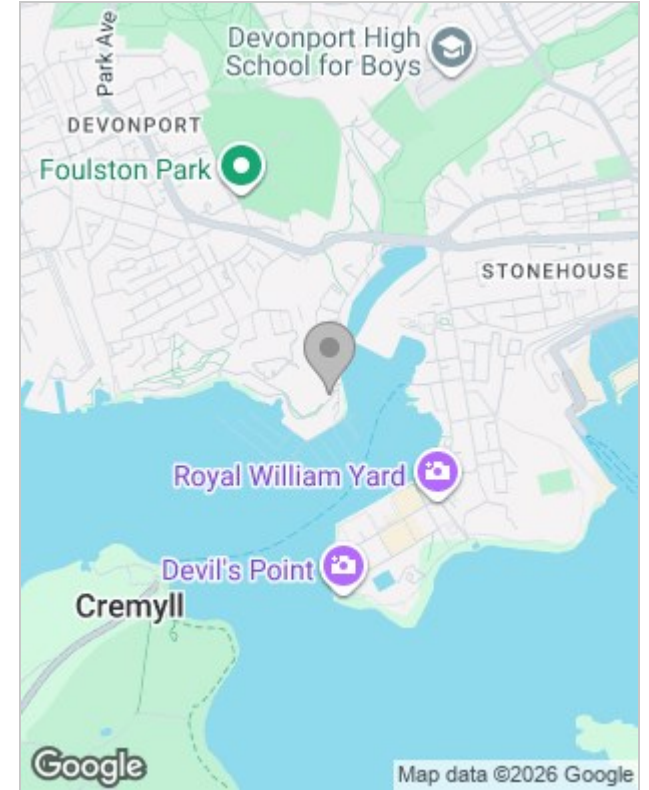 Park Ave
Devonport High
School for Boys
DEVONPORT
Foulston Park
STONEHOUSE
Royal William Yard
Devil's Point
Cremyll
Google
Map data ©2026 Google